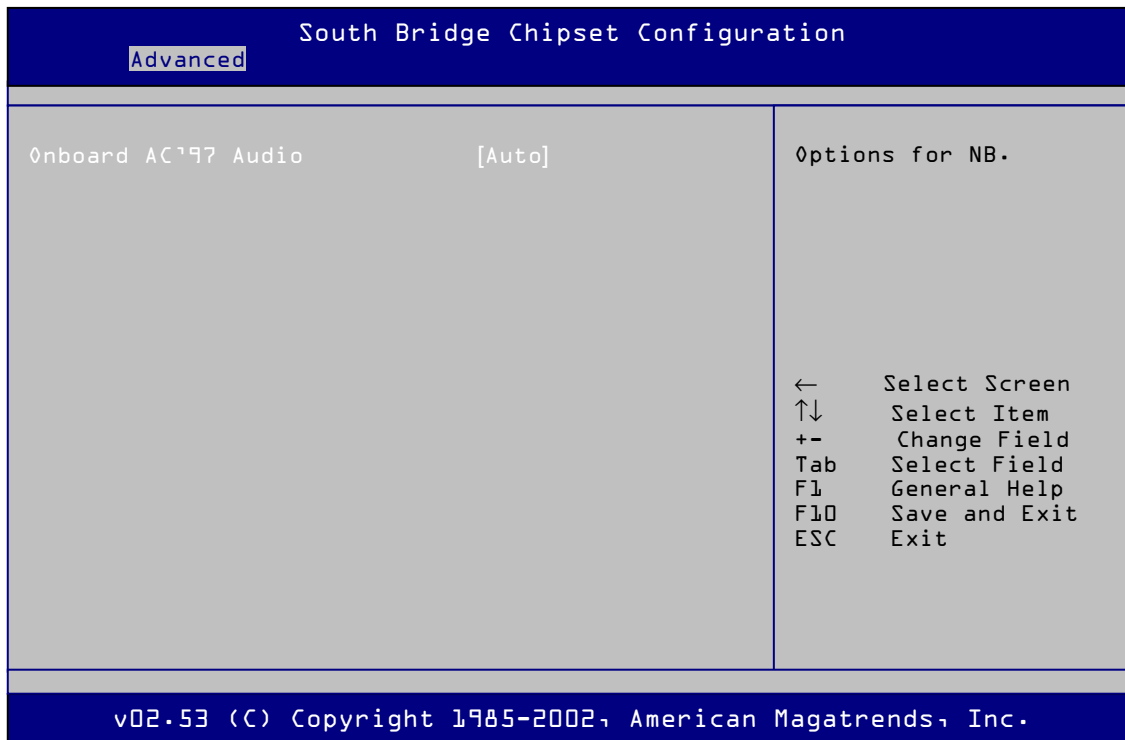 South Bridge Chipset Configuration
Advanced
Onboard AC'97 Audio [Auto]
Options for NB.
← Select Screen
↑↓ Select Item
+- Change Field
Tab Select Field
F1 General Help
F10 Save and Exit
ESC Exit
v02.53 (C) Copyright 1985-2002, American Magatrends, Inc.